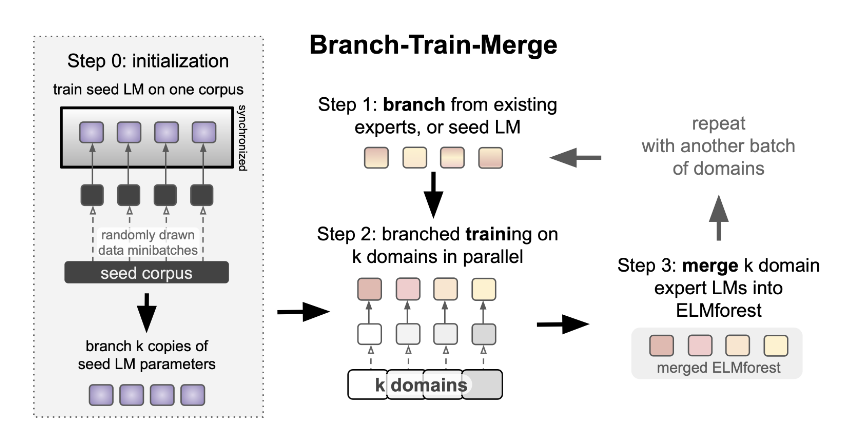 Branch-Train-Merge
Step 0: initialization
train seed LM on one corpus
synchronized
randomly drawn
data minibatches
seed corpus
branch k copies of
seed LM parameters
Step 1: branch from existing
experts, or seed LM
Step 2: branched training on
k domains in parallel
k domains
Step 3: merge k domain
expert LMs into
ELMforest
merged ELMforest
repeat
with another batch
of domains